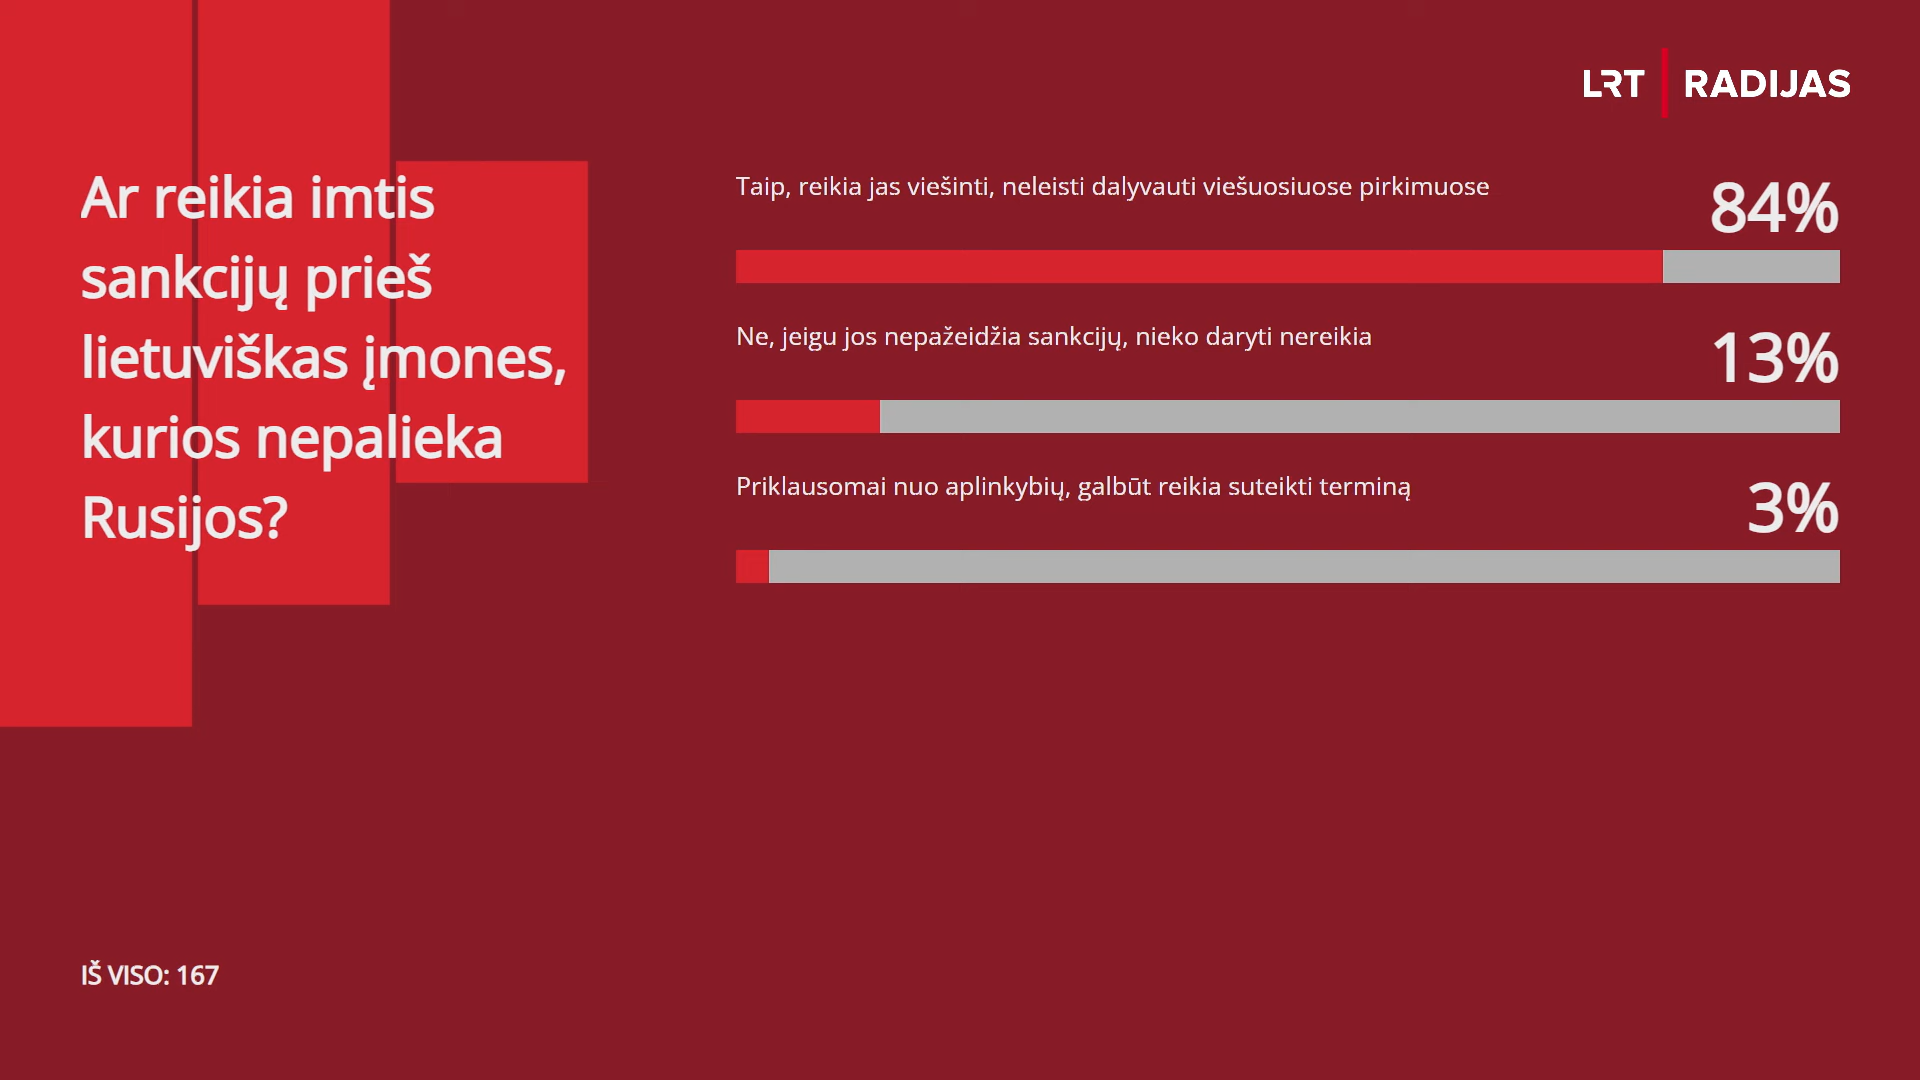 LRT RADIJAS
Ar reikia imtis
sankcijų prieš
lietuviškas įmones,
kurios nepalieka
Rusijos?
Taip, reikia jas viešinti, neleisti dalyvauti viešuosiuose pirkimuose
84%
Ne, jeigu jos nepažeidžia sankcijų, nieko daryti nereikia
13%
Priklausomai nuo aplinkybių, galbūt reikia suteikti terminą
3%
IŠ VISO: 167